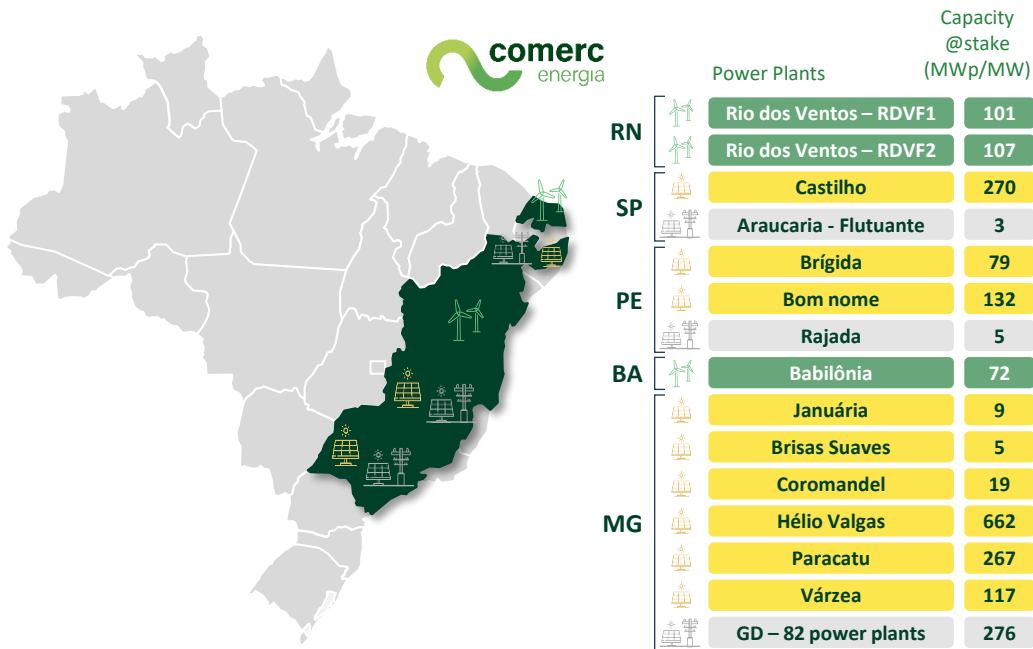 comerc
energia
Power Plants
Capacity
@stake
(MWp/MW)
RN
Rio dos Ventos – RDVF1 101
Rio dos Ventos – RDVF2 107
SP
Castilho 270
Araucaria - Flutuante 3
PE
Brígida 79
Bom nome 132
Rajada 5
BA
Babilônia 72
MG
Januária 9
Brisas Suaves 5
Coromandel 19
Hélio Valgas 662
Paracatu 267
Várzea 117
GD – 82 power plants 276